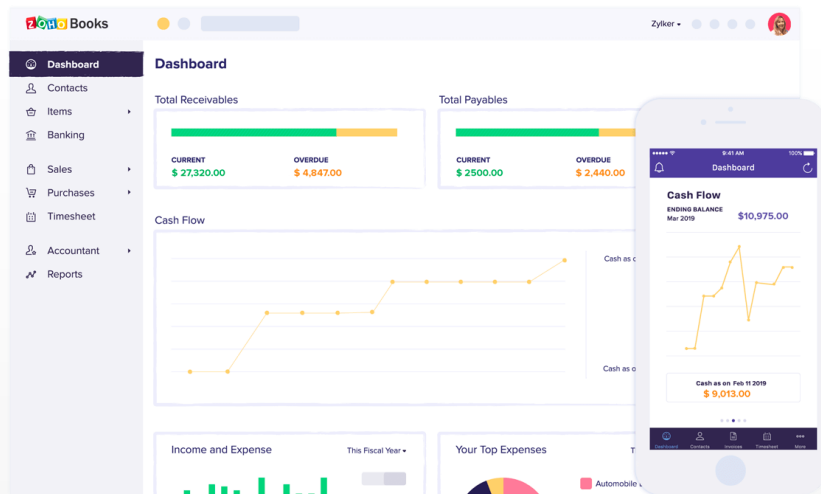 ZOHO Books
Zylker
Dashboard
Contacts
Items
Banking
Sales
Purchases
Timesheet
Accountant
Reports
Dashboard
Total Receivables
CURRENT OVERDUE
$ 27,320.00 $ 4,847.00
Total Payables
CURRENT OVERDUE
$ 2500.00 $ 2,440.00
Cash Flow
Cash as
Cash as
Income and Expense This Fiscal Year
Your Top Expenses
Automobile
9:41 AM 100%
Dashboard
Cash Flow
ENDING BALANCE
Mar 2019 $10,975.00
Cash as on Feb 11 2019
$ 9,013.00
Dashboard Contacts Invoices Timesheet More